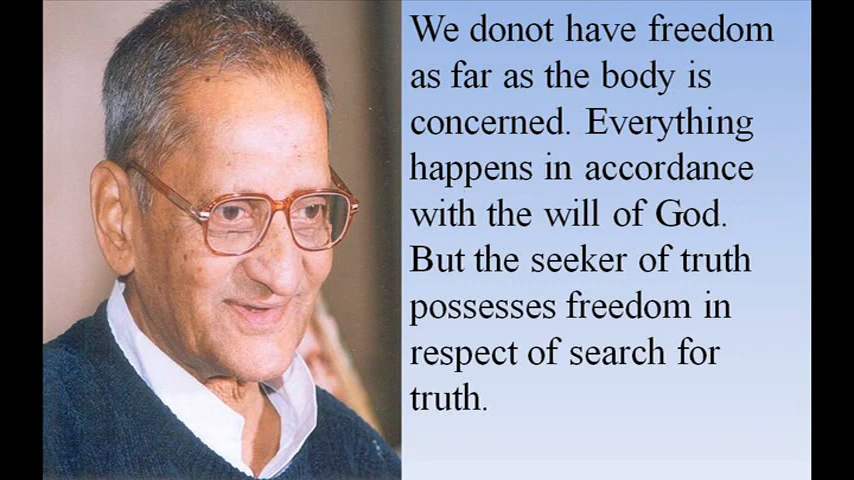 We donot have freedom
as far as the body is
concerned. Everything
happens in accordance
with the will of God.
But the seeker of truth
possesses freedom in
respect of search for
truth.